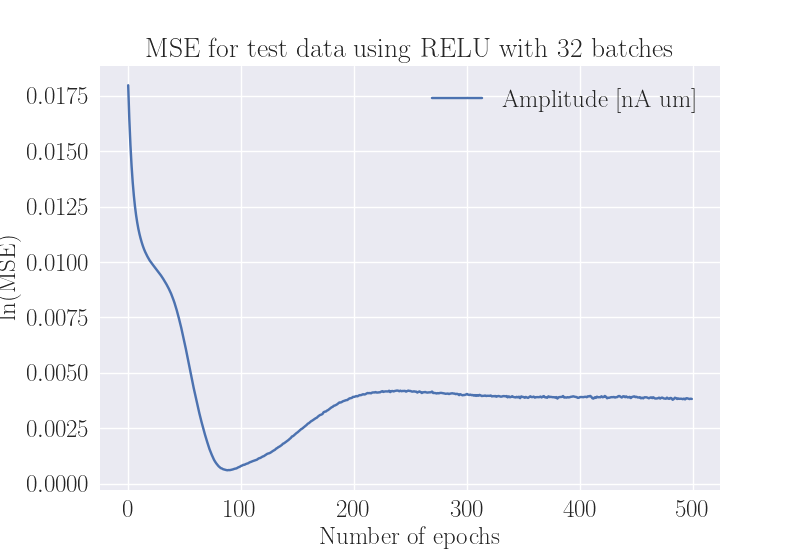 MSE for test data using RELU with 32 batches
Amplitude [nA um]
0.0175
0.0150
0.0125
0.0100
0.0075
0.0050
0.0025
0.0000
ln(MSE)
0 100 200 300 400 500
Number of epochs